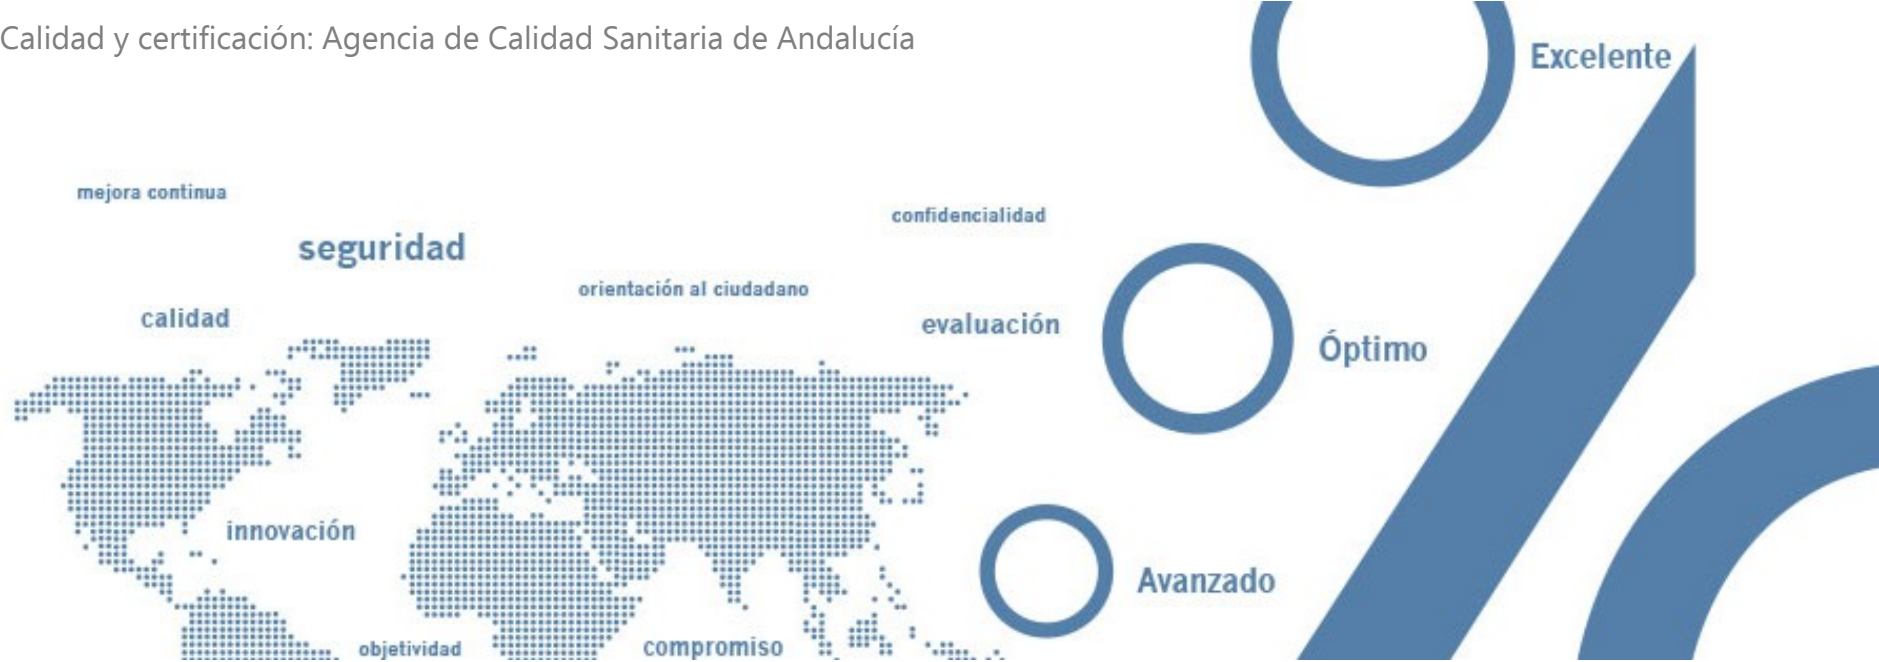 Calidad y certificación: Agencia de Calidad Sanitaria de Andalucía
Excelente
mejora continua
confidencialidad
seguridad
orientación al ciudadano
calidad
evaluación
Óptimo
innovación
Avanzado
objetividad
compromiso